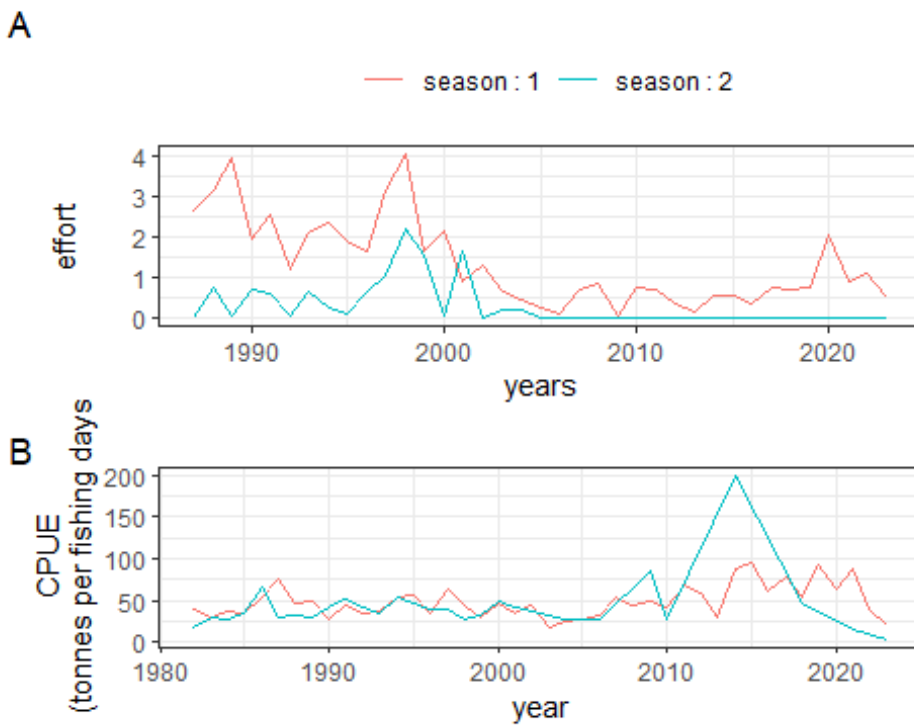 A
season : 1 season : 2
effort
4
3
2
1
0
1990 2000 2010 2020
years
B
CPUE
(tonnes per fishing days
200
150
100
50
0
1980 1990 2000 2010 2020
year